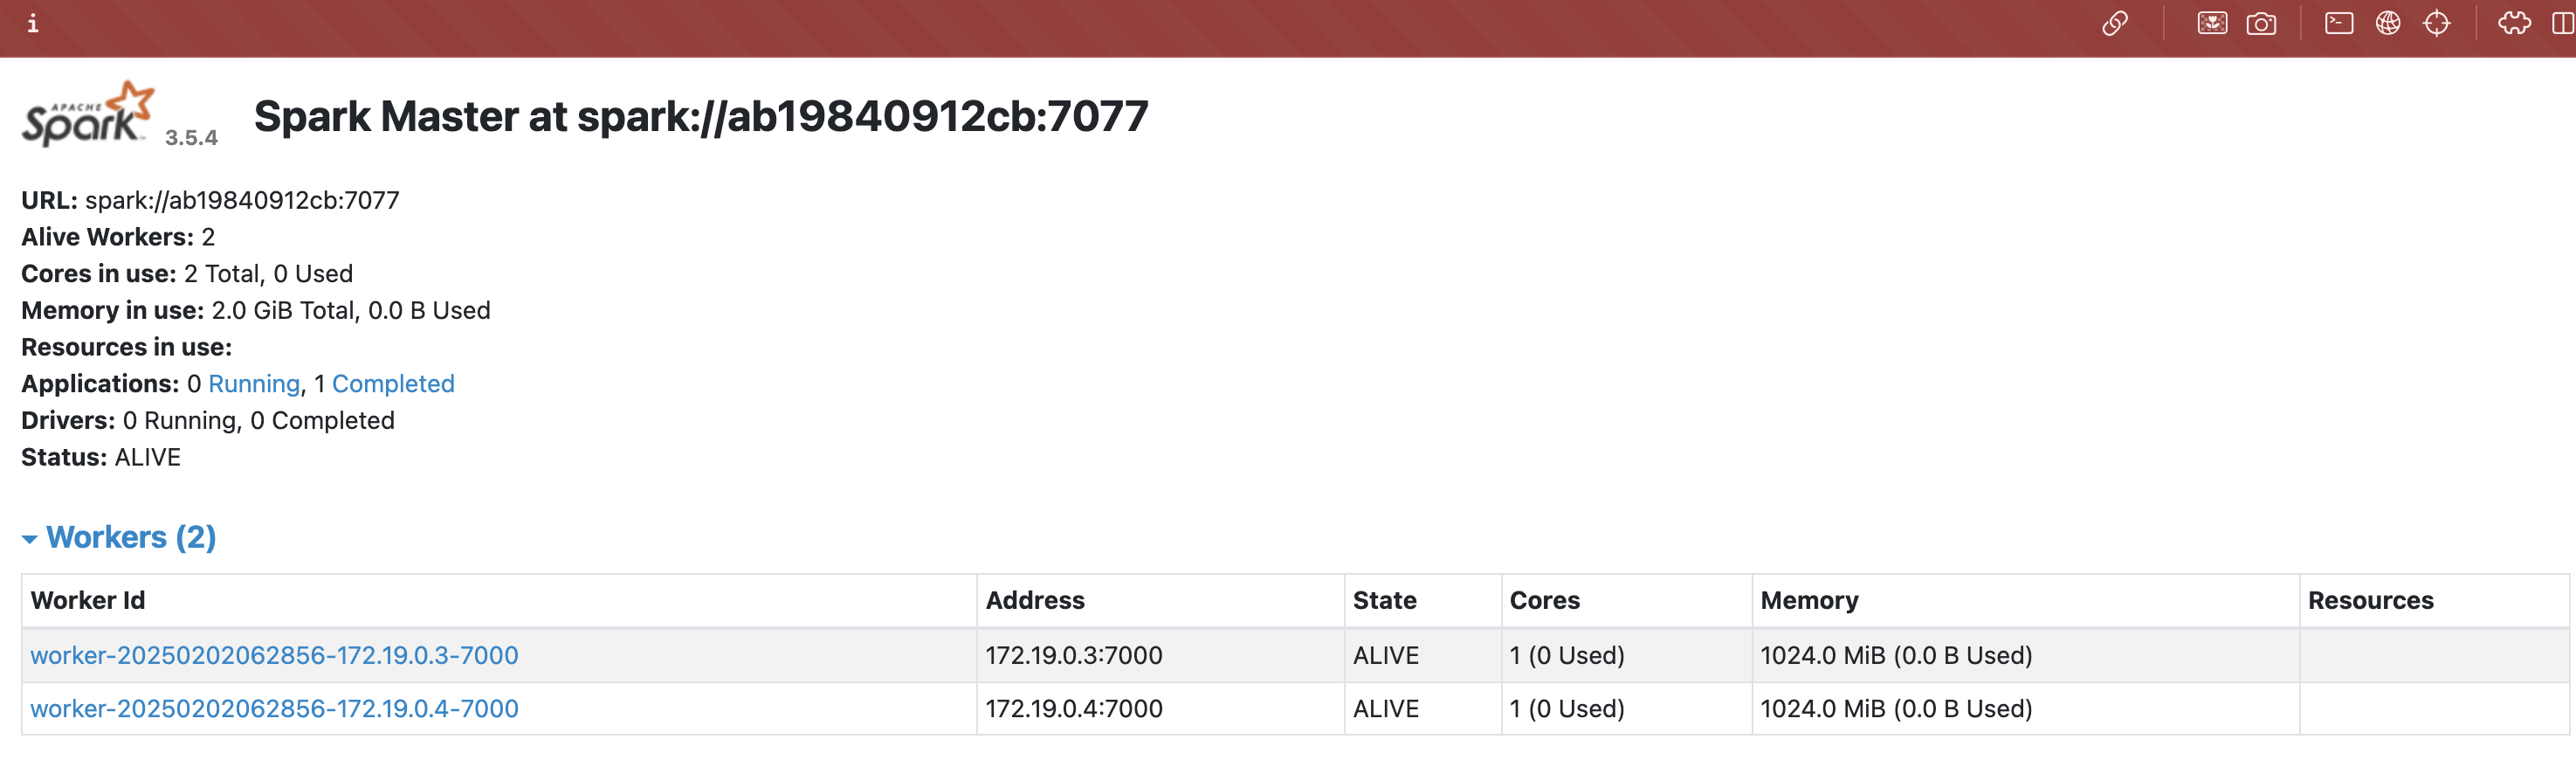 i
APACHE
Spark 3.5.4 Spark Master at spark://ab19840912cb:7077
URL: spark://ab19840912cb:7077
Alive Workers: 2
Cores in use: 2 Total, 0 Used
Memory in use: 2.0 GiB Total, 0.0 B Used
Resources in use:
Applications: 0 Running, 1 Completed
Drivers: 0 Running, 0 Completed
Status: ALIVE
Workers (2)
Worker Id Address State Cores Memory Resources
worker-20250202062856-172.19.0.3-7000 172.19.0.3:7000 ALIVE 1 (0 Used) 1024.0 MiB (0.0 B Used)
worker-20250202062856-172.19.0.4-7000 172.19.0.4:7000 ALIVE 1 (0 Used) 1024.0 MiB (0.0 B Used)